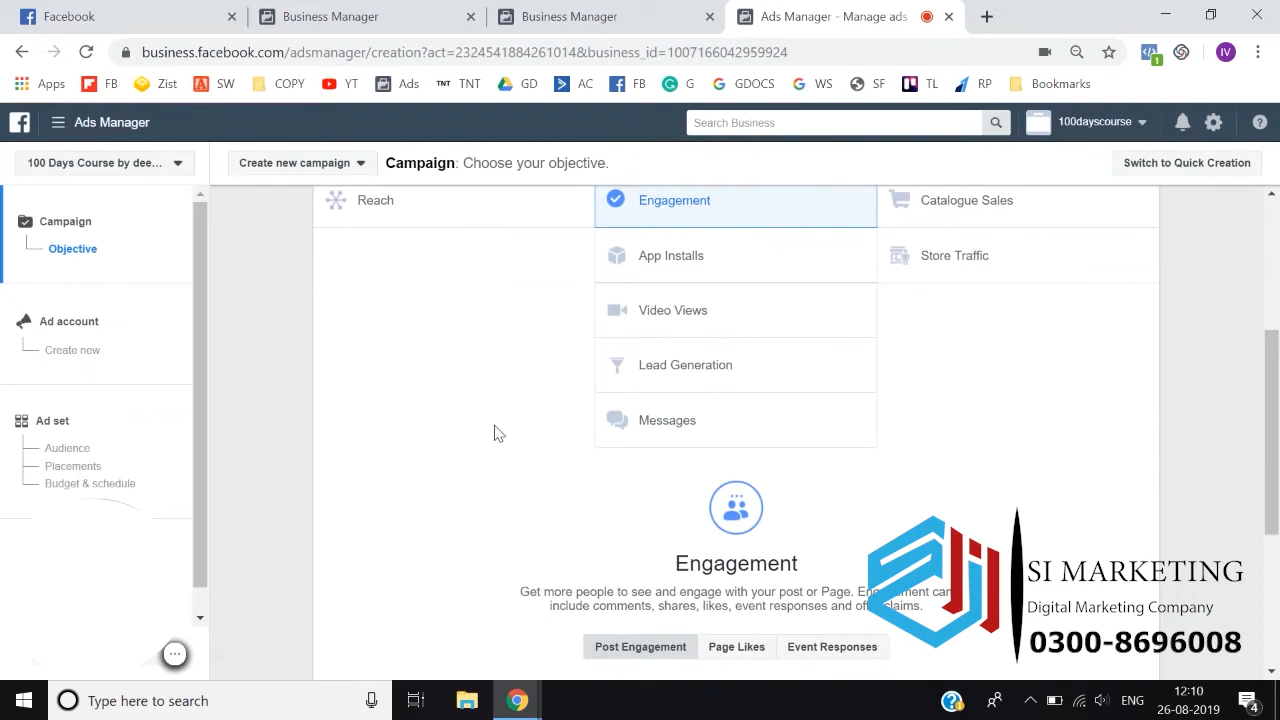 Facebook
Business Manager
Business Manager
Ads Manager - Manage ads
business.facebook.com/adsmanager/creation?act=2324541884261014&business_id=1007166042959924
1
IV
Apps
FB
Zist
SW
COPY
YT
Ads
TNT TNT
GD
AC
FB
G
GDOCS
WS
SF
TL
RP
Bookmarks
Ads Manager
Search Business
100dayscourse
100 Days Course by dee...
Create new campaign
Campaign: Choose your objective.
Switch to Quick Creation
Campaign
Objective
Ad account
Create new
Ad set
Audience
Placements
Budget & schedule
Reach
Engagement
Catalogue Sales
App Installs
Store Traffic
Video Views
Lead Generation
Messages
Engagement
Get more people to see and engage with your post or Page.
include comments, shares, likes, event responses and claims.
Post Engagement
Page Likes
Event Responses
SI MARKETING
Digital Marketing Company
0300-8696008
Type here to search
ENG
12:10
26-08-2019
4